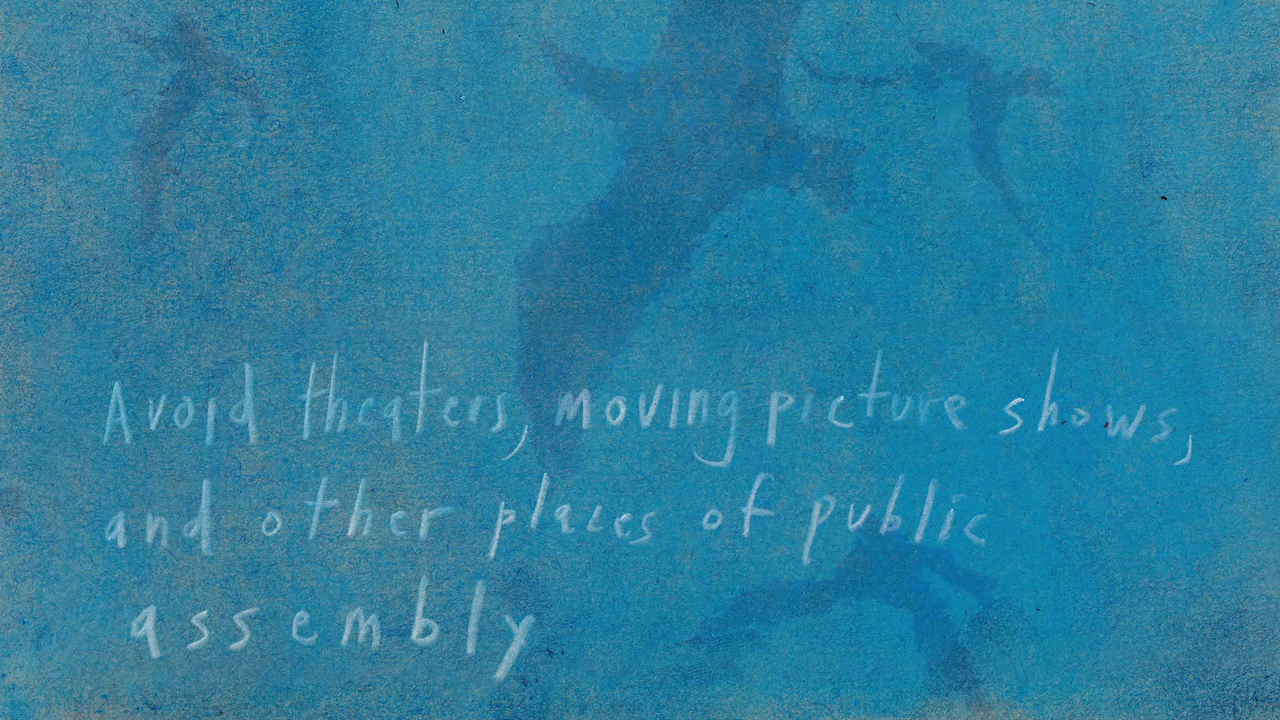 Avoid theaters, moving picture shows,
and other places of public
assembly